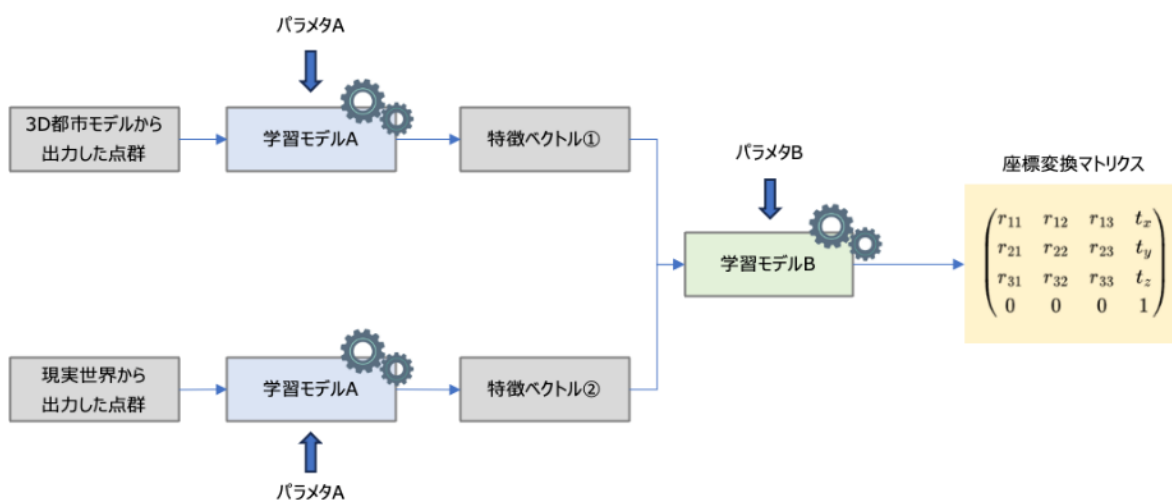 パラメタA
3D都市モデルから
出力した点群
学習モデルA
特徴ベクトル①
パラメタB
学習モデルB
座標変換マトリクス
r11 r12 r13 tx
r21 r22 r23 ty
r31 r32 r33 tz
0 0 0 1
現実世界から
出力した点群
学習モデルA
特徴ベクトル②
パラメタA